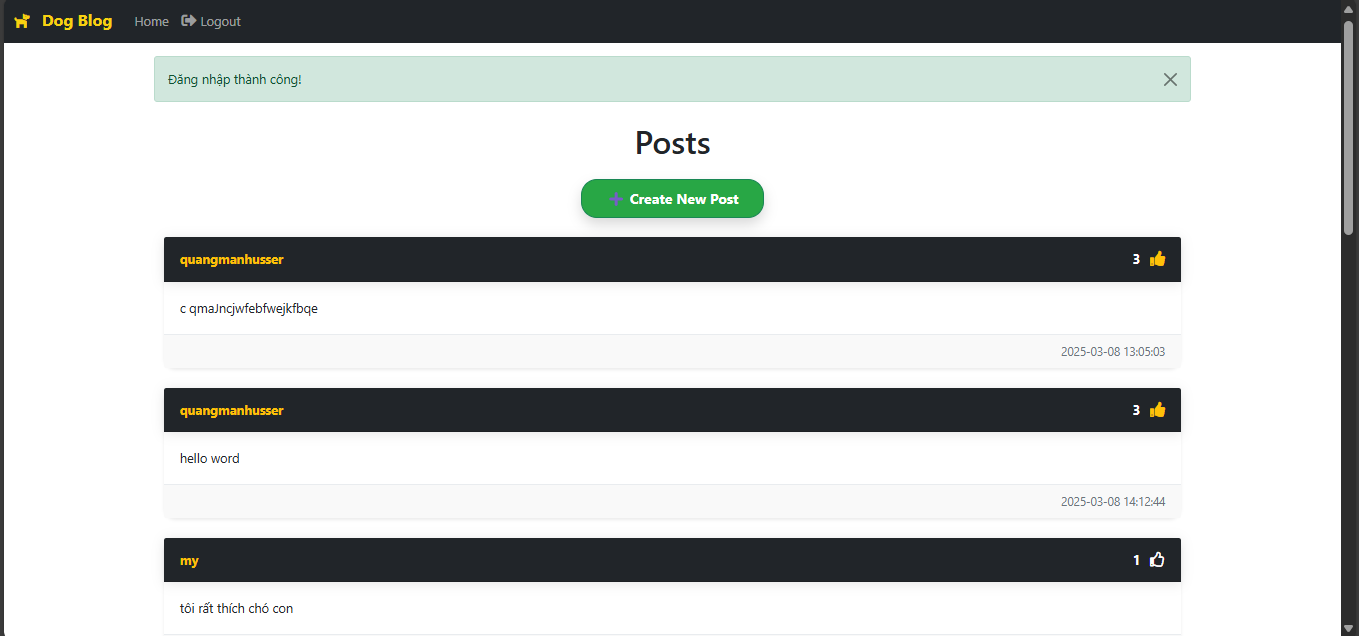 Dog Blog Home Logout
Đăng nhập thành công!
Posts
Create New Post
quangmanhusser 3
c qmaJncjwfebfwejkfbqe
2025-03-08 13:05:03
quangmanhusser 3
hello word
2025-03-08 14:12:44
my 1
tôi rất thích chó con